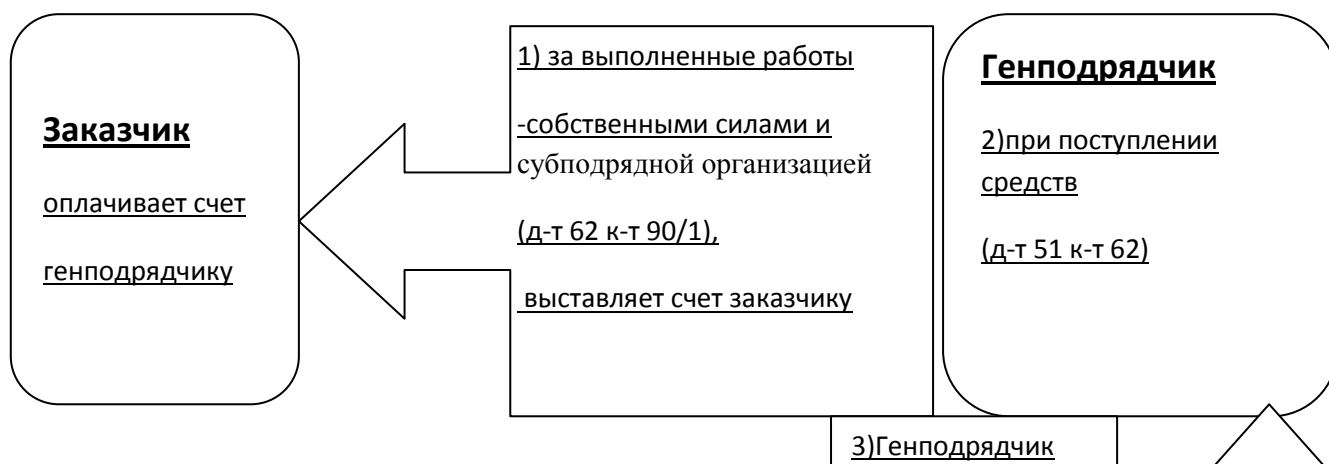 Заказчик
оплачивает счет
генподрядчику
1) за выполненные работы
-собственными силами и
субподрядной организацией
(д-т 62 к-т 90/1),
выставляет счет заказчику
Генподрядчик
2)при поступлении
средств
(д-т 51 к-т 62)
3)Генподрядчик